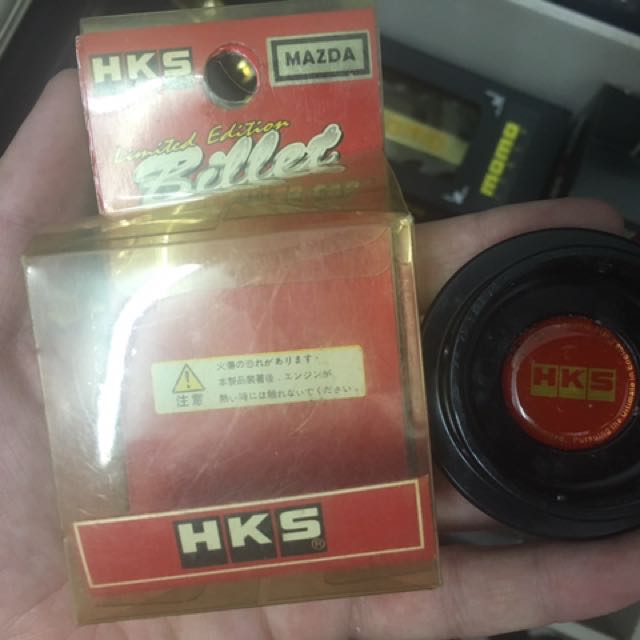 HKS
MAZDA
Limited Edition
Billet
CAP
火傷の恐れがあります。
本製品装着後、エンジンが
注意
熱い時には触れないでください。
HKS®
HKS
MOMO